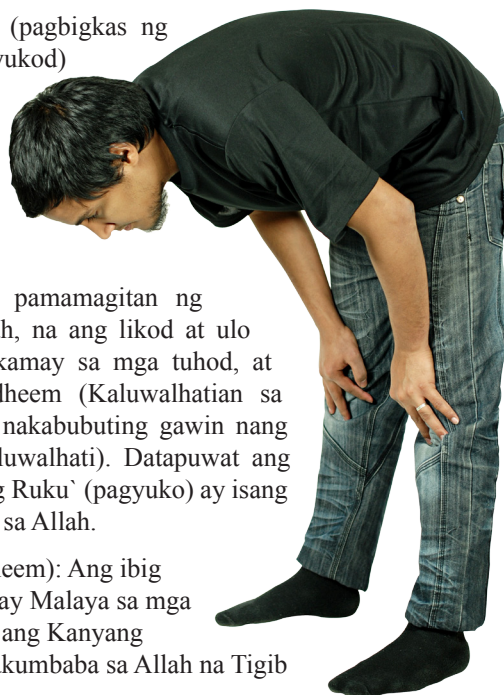 (pagbigkas ng
yukod)
pamamagitan ng
h, na ang likod at ulo
kamay sa mga tuhod, at
dheem (Kaluwalhatian sa
nakabubuting gawin nang
luwalhati). Datapuwat ang
g Ruku` (pagyuko) ay isang
sa Allah.
heem): Ang ibig
ay Malaya sa mga
ang Kanyang
akumbaba sa Allah na Tigib